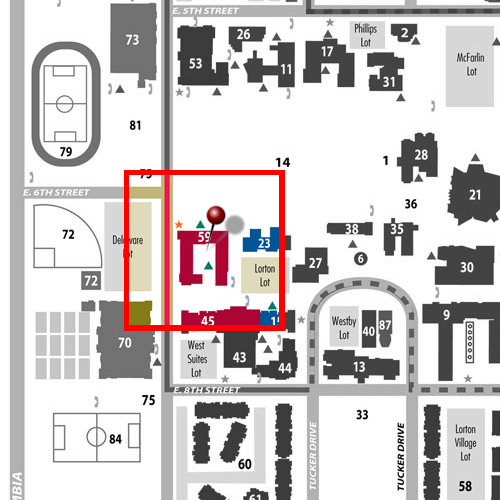 E. 5TH STREET
73
26
Phillips
Lot
2
53
11
17
31
McFarlin
Lot
81
79
14
1
28
75
E. 6TH STREET
21
36
72
Delaware
Lot
59
23
38
35
6
72
Lorton
Lot
27
30
45
Westby
Lot
40
87
9
70
West
Suites
Lot
43
44
13
E. 8TH STREET
75
33
84
60
TUCKER DRIVE
TUCKER DRIVE
Lorton
Village
Lot
58
61
MBIA